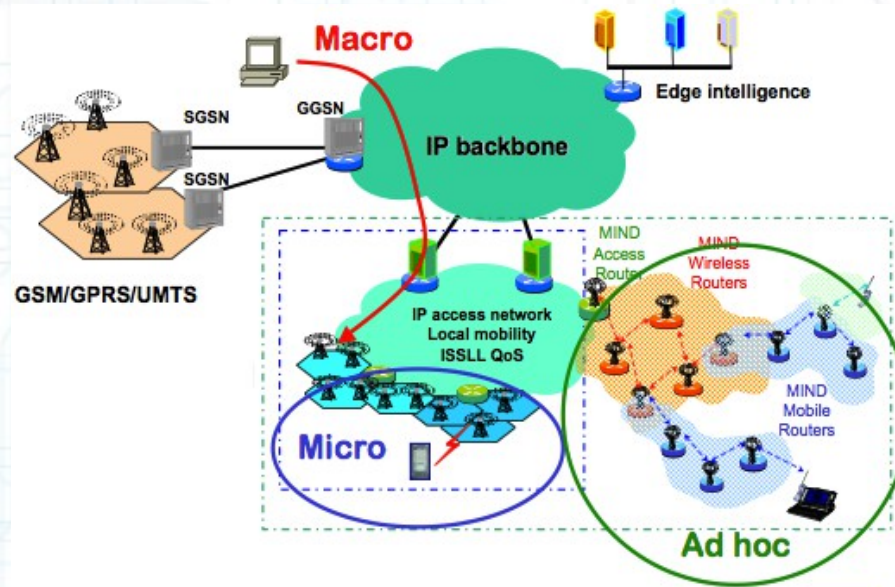 Macro
SGSN
GGSN
SGSN
Edge intelligence
IP backbone
GSM/GPRS/UMTS
MIND
Access
Router
MIND
Wireless
Routers
IP access network
Local mobility
ISSLL QoS
MIND
Mobile
Routers
Micro
Ad hoc